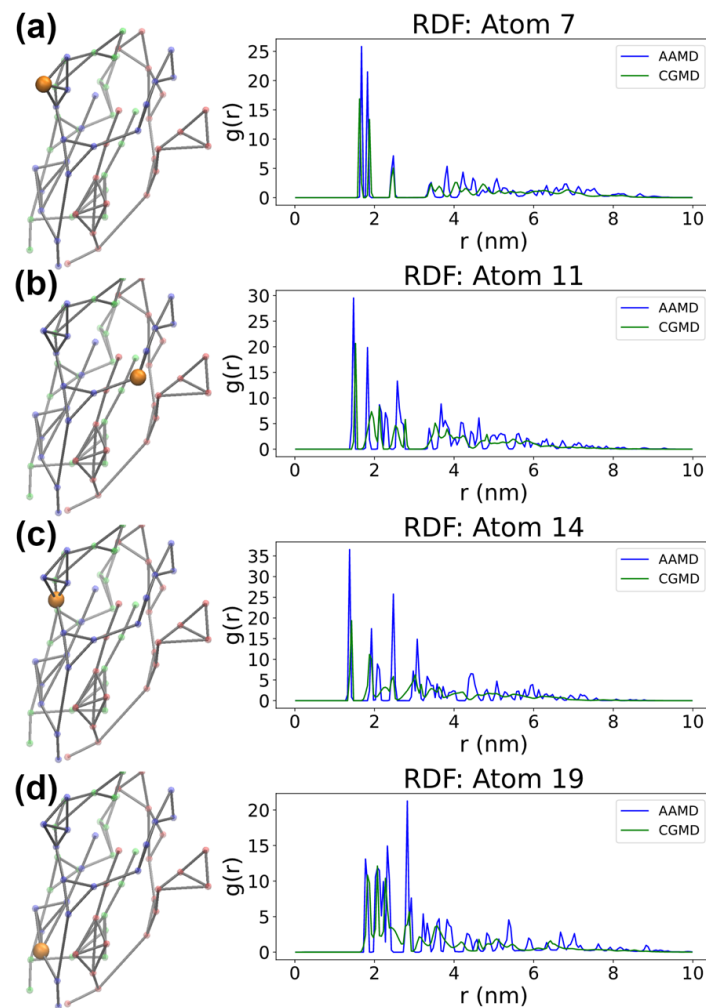 (a)
RDF: Atom 7
g(r)
25
20
15
10
5
0
AAMD
CGMD
0 2 4 6 8 10
r (nm)
(b)
RDF: Atom 11
g(r)
30
25
20
15
10
5
0
AAMD
CGMD
0 2 4 6 8 10
r (nm)
(c)
RDF: Atom 14
g(r)
35
30
25
20
15
10
5
0
AAMD
CGMD
0 2 4 6 8 10
r (nm)
(d)
RDF: Atom 19
g(r)
20
15
10
5
0
AAMD
CGMD
0 2 4 6 8 10
r (nm)